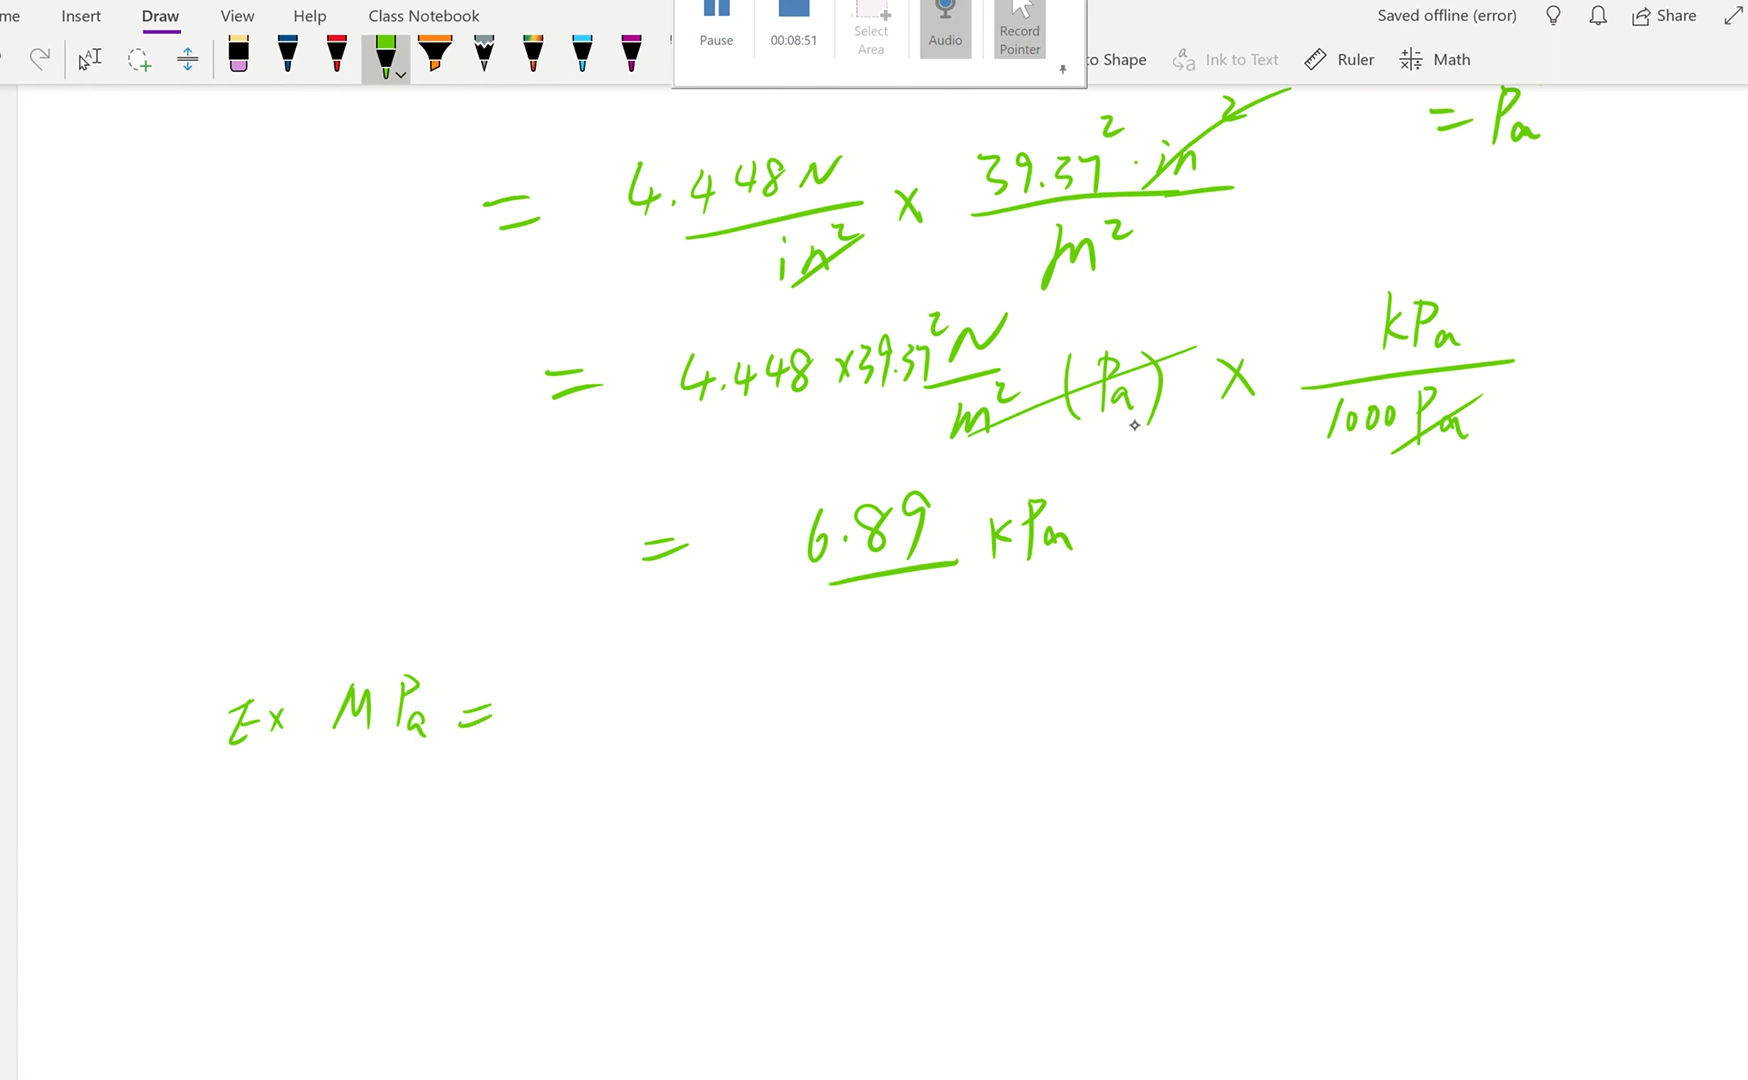 me Insert Draw View Help Class Notebook
Pause 00:08:51 Select Area Audio Record Pointer
Saved offline (error) Share
to Shape Ink to Text Ruler Math
= Pa
= 4.448 N / in² × 39.37² · in² / m²
= 4.448 × 39.37² N / m² (Pa) × kPa / 1000 Pa
= 6.89 kPa
Ex MPa =